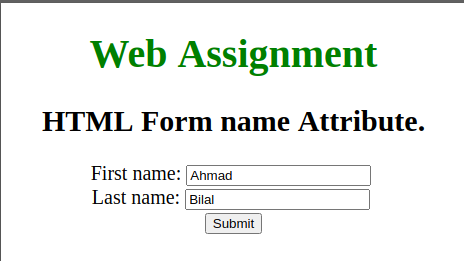 Web Assignment
HTML Form name Attribute.
First name: Ahmad
Last name: Bilal
Submit